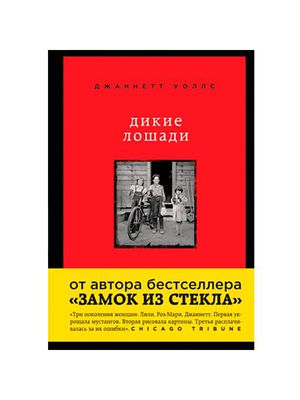 ДЖАННЕТТ УОЛЛС
ДИКИЕ
ЛОШАДИ
от автора бестселлера
«ЗАМОК ИЗ СТЕКЛА»
«Три поколения женщин: Лили, Роз-Мари, Джаннетт. Первая ук-
рощала мустангов. Вторая рисовала картины. Третья расплачи-
валась за их ошибки». CHICAGO TRIBUNE